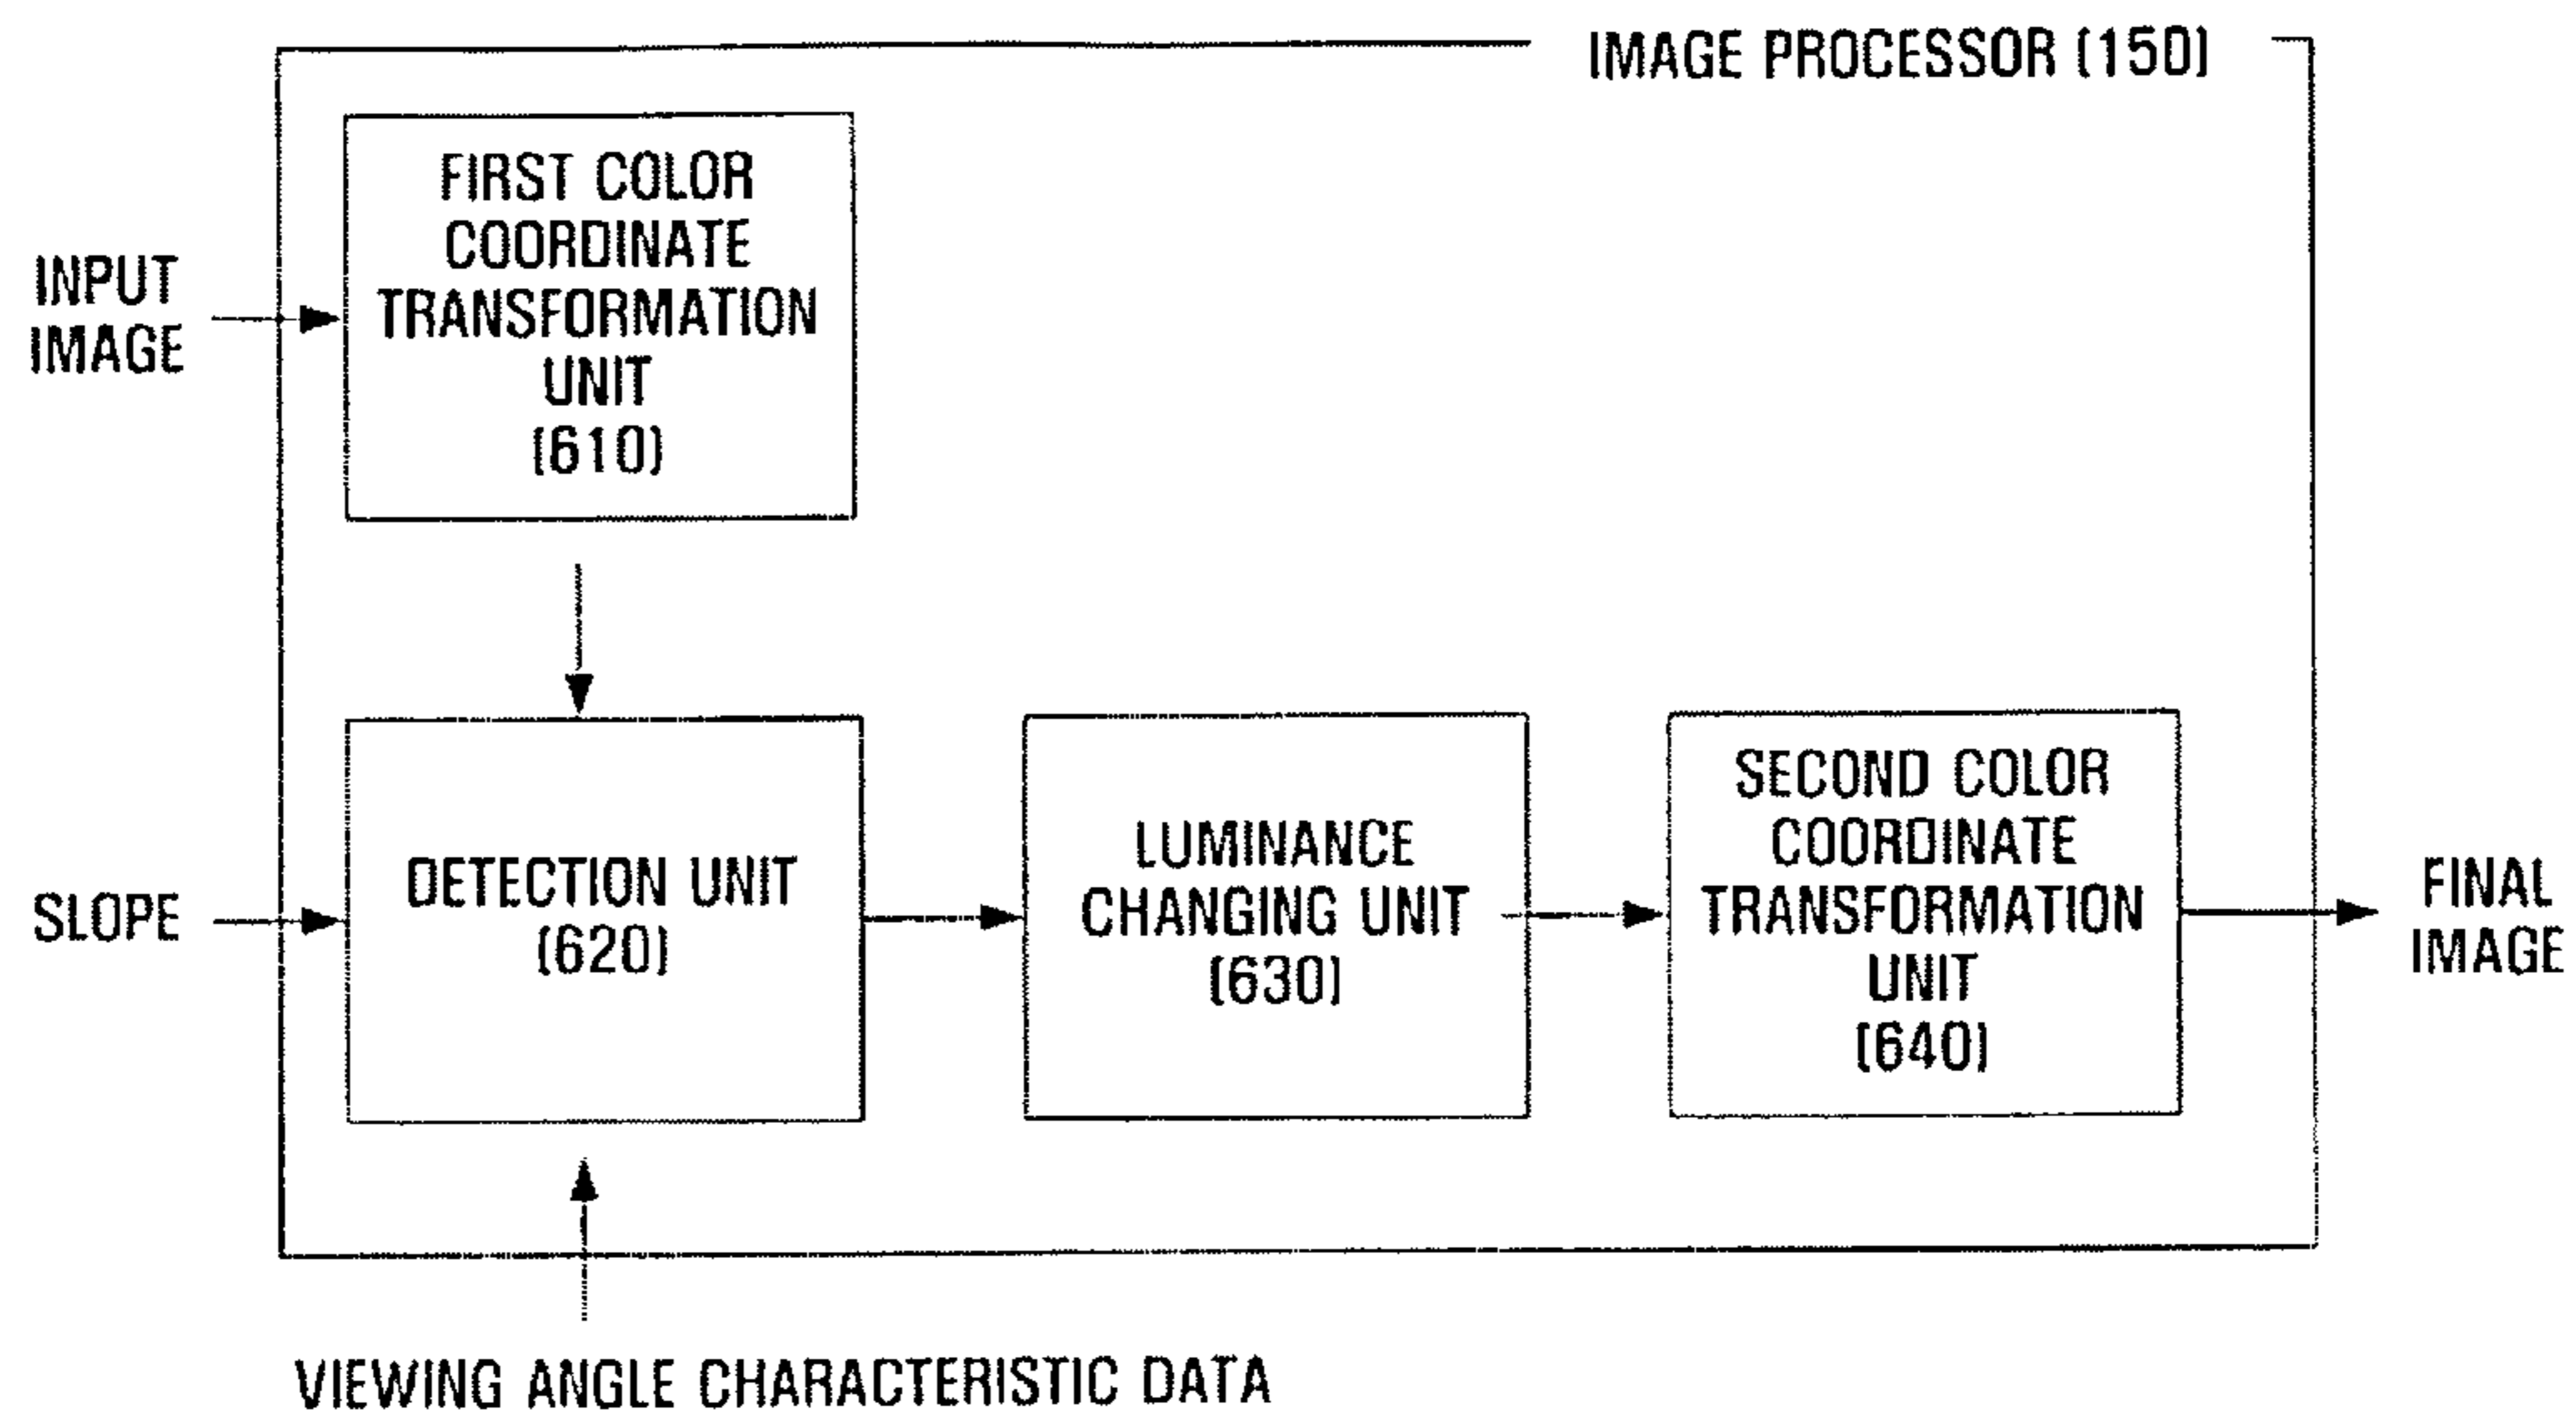 IMAGE PROCESSOR (150)
FIRST COLOR
COORDINATE
TRANSFORMATION
UNIT
(610)
INPUT
IMAGE
SLOPE
DETECTION UNIT
(620)
LUMINANCE
CHANGING UNIT
(630)
SECOND COLOR
COORDINATE
TRANSFORMATION
UNIT
(640)
FINAL
IMAGE
VIEWING ANGLE CHARACTERISTIC DATA